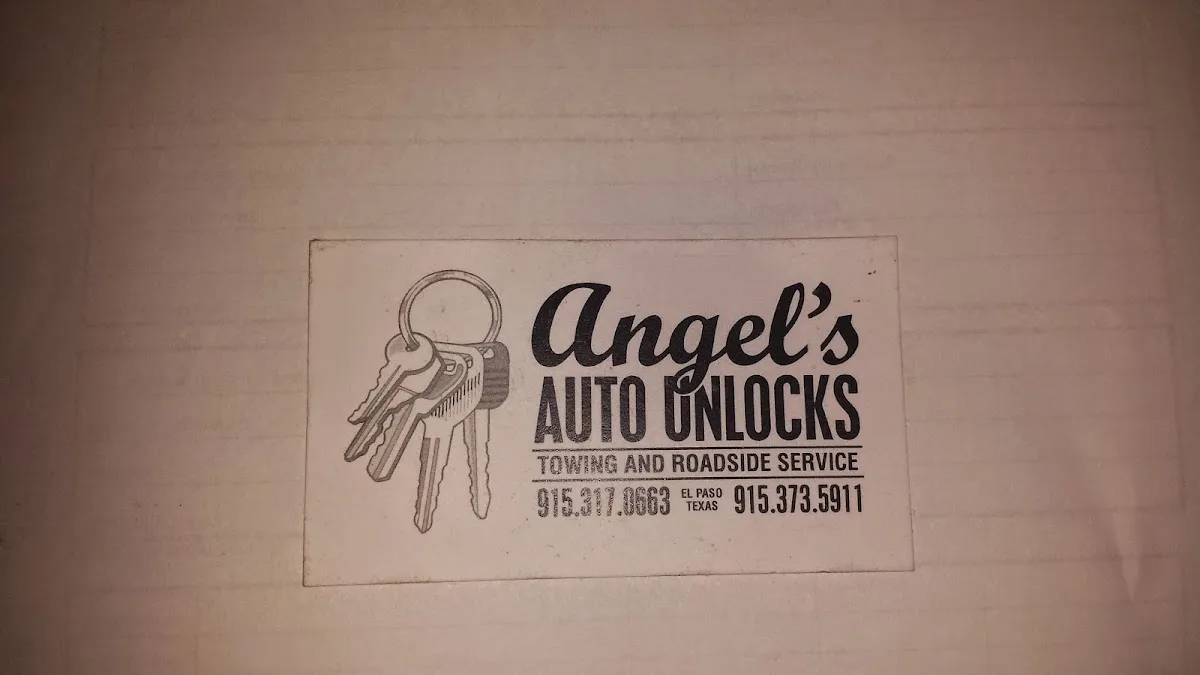 Angel's
AUTO UNLOCKS
TOWING AND ROADSIDE SERVICE
915.317.0663 EL PASO TEXAS 915.373.5911